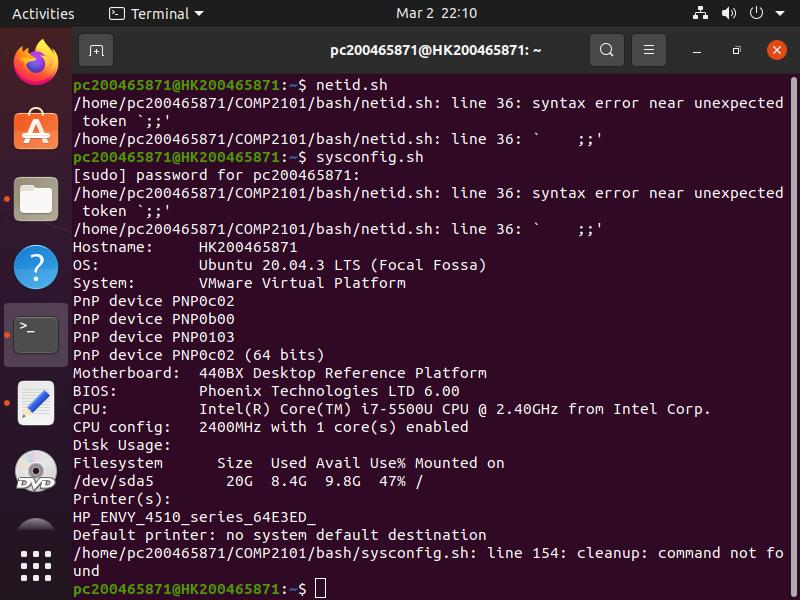 Activities Terminal Mar 2 22:10
pc200465871@HK200465871: ~
pc200465871@HK200465871:~$ netid.sh
/home/pc200465871/COMP2101/bash/netid.sh: line 36: syntax error near unexpected
 token `;;'
/home/pc200465871/COMP2101/bash/netid.sh: line 36: `    ;;'
pc200465871@HK200465871:~$ sysconfig.sh
[sudo] password for pc200465871:
/home/pc200465871/COMP2101/bash/netid.sh: line 36: syntax error near unexpected
 token `;;'
/home/pc200465871/COMP2101/bash/netid.sh: line 36: `    ;;'
Hostname:     HK200465871
OS:           Ubuntu 20.04.3 LTS (Focal Fossa)
System:       VMware Virtual Platform
PnP device PNP0c02
PnP device PNP0b00
PnP device PNP0103
PnP device PNP0c02 (64 bits)
Motherboard:  440BX Desktop Reference Platform
BIOS:         Phoenix Technologies LTD 6.00
CPU:          Intel(R) Core(TM) i7-5500U CPU @ 2.40GHz from Intel Corp.
CPU config:   2400MHz with 1 core(s) enabled
Disk Usage:
Filesystem      Size  Used Avail Use% Mounted on
/dev/sda5        20G  8.4G  9.8G  47% /
Printer(s):
HP_ENVY_4510_series_64E3ED_
Default printer: no system default destination
/home/pc200465871/COMP2101/bash/sysconfig.sh: line 154: cleanup: command not fo
und
pc200465871@HK200465871:~$
>_
?
DVD